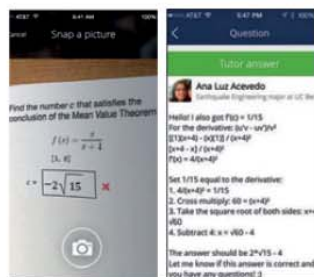 AT&T 8:41 AM 100%
Cancel Snap a picture
Find the number c that satisfies the
conclusion of the Mean Value Theorem
[1, 8]
c = -2√15 ×
AT&T 5:47 PM 100%
Question
Tutor answer
Ana Luz Acevedo
Earthquake Engineering major at UC Be
Hello! I also got f'(c) = 1/15
For the derivative: (u'v - uv')/v²
[(1)(x+4) - (x)(1)] / (x+4)²
[x+4 - x] / (x+4)²
f'(x) = 4/(x+4)²
Set 1/15 equal to the derivative:
1. 4/(x+4)² = 1/15
2. Cross multiply: 60 = (x+4)²
3. Take the square root of both sides: x+4
√60
4. Subtract 4: x = √60 - 4
The answer should be 2*√15 - 4
Let me know if this answer is correct and
you have any questions! :)